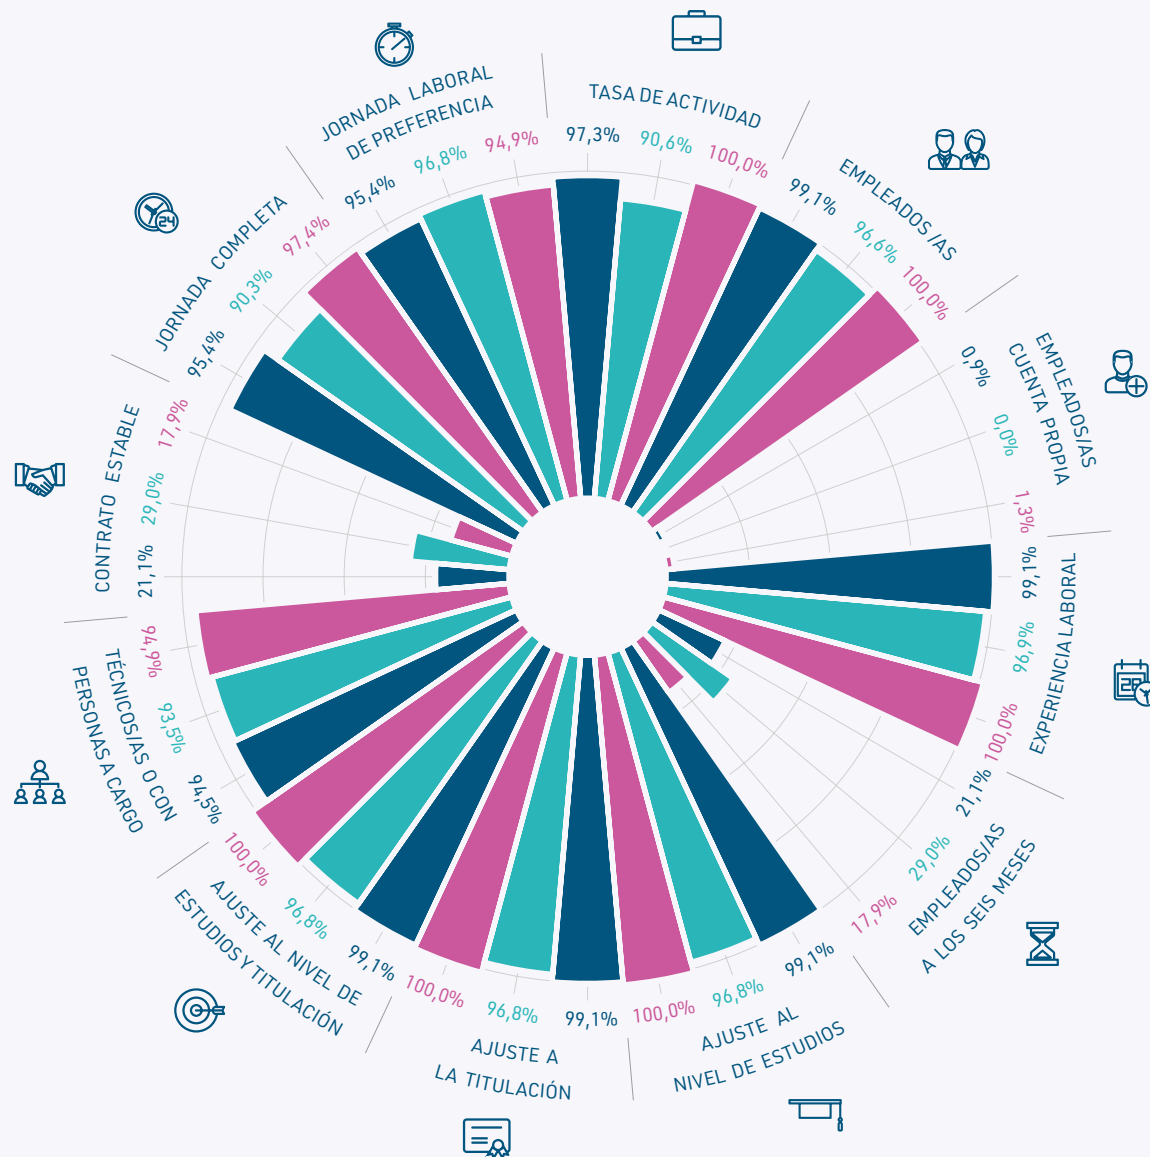 TASA DE ACTIVIDAD
97,3%
90,6%
100,0%
EMPLEADOS/AS
99,1%
96,6%
100,0%
EMPLEADOS/AS
CUENTA PROPIA
0,9%
0,0%
1,3%
EXPERIENCIA LABORAL
99,1%
96,9%
100,0%
EMPLEADOS/AS
A LOS SEIS MESES
21,1%
29,0%
17,9%
AJUSTE AL
NIVEL DE ESTUDIOS
99,1%
96,8%
100,0%
AJUSTE A
LA TITULACIÓN
99,1%
96,8%
100,0%
AJUSTE AL NIVEL DE
ESTUDIOS Y TITULACIÓN
99,1%
96,8%
100,0%
TÉCNICOS/AS O CON
PERSONAS A CARGO
94,5%
93,5%
94,9%
CONTRATO ESTABLE
21,1%
29,0%
17,9%
JORNADA COMPLETA
95,4%
90,3%
97,4%
JORNADA LABORAL
DE PREFERENCIA
95,4%
96,8%
94,9%
24